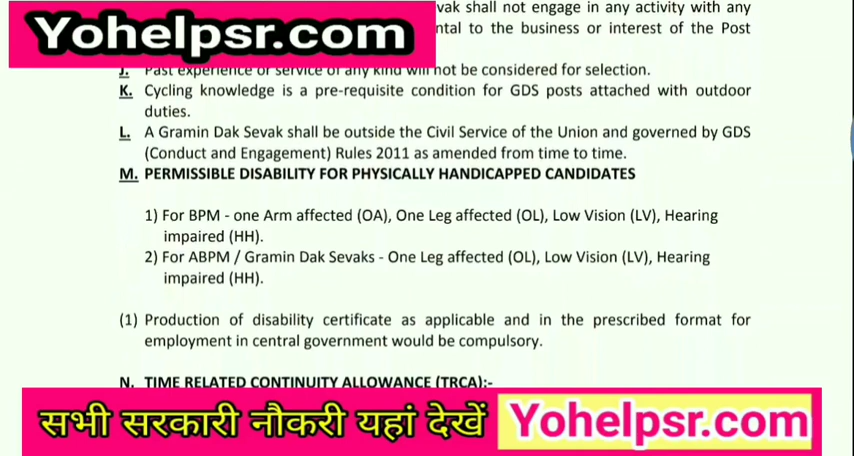 Yohelpsr.com
vak shall not engage in any activity with any
ntal to the business or interest of the Post
J. Past experience or service of any kind will not be considered for selection.
K. Cycling knowledge is a pre-requisite condition for GDS posts attached with outdoor
duties.
L. A Gramin Dak Sevak shall be outside the Civil Service of the Union and governed by GDS
(Conduct and Engagement) Rules 2011 as amended from time to time.
M. PERMISSIBLE DISABILITY FOR PHYSICALLY HANDICAPPED CANDIDATES
1) For BPM - one Arm affected (OA), One Leg affected (OL), Low Vision (LV), Hearing
impaired (HH).
2) For ABPM / Gramin Dak Sevaks - One Leg affected (OL), Low Vision (LV), Hearing
impaired (HH).
(1) Production of disability certificate as applicable and in the prescribed format for
employment in central government would be compulsory.
N. TIME RELATED CONTINUITY ALLOWANCE (TRCA):-
सभी सरकारी नौकरी यहां देखें Yohelpsr.com